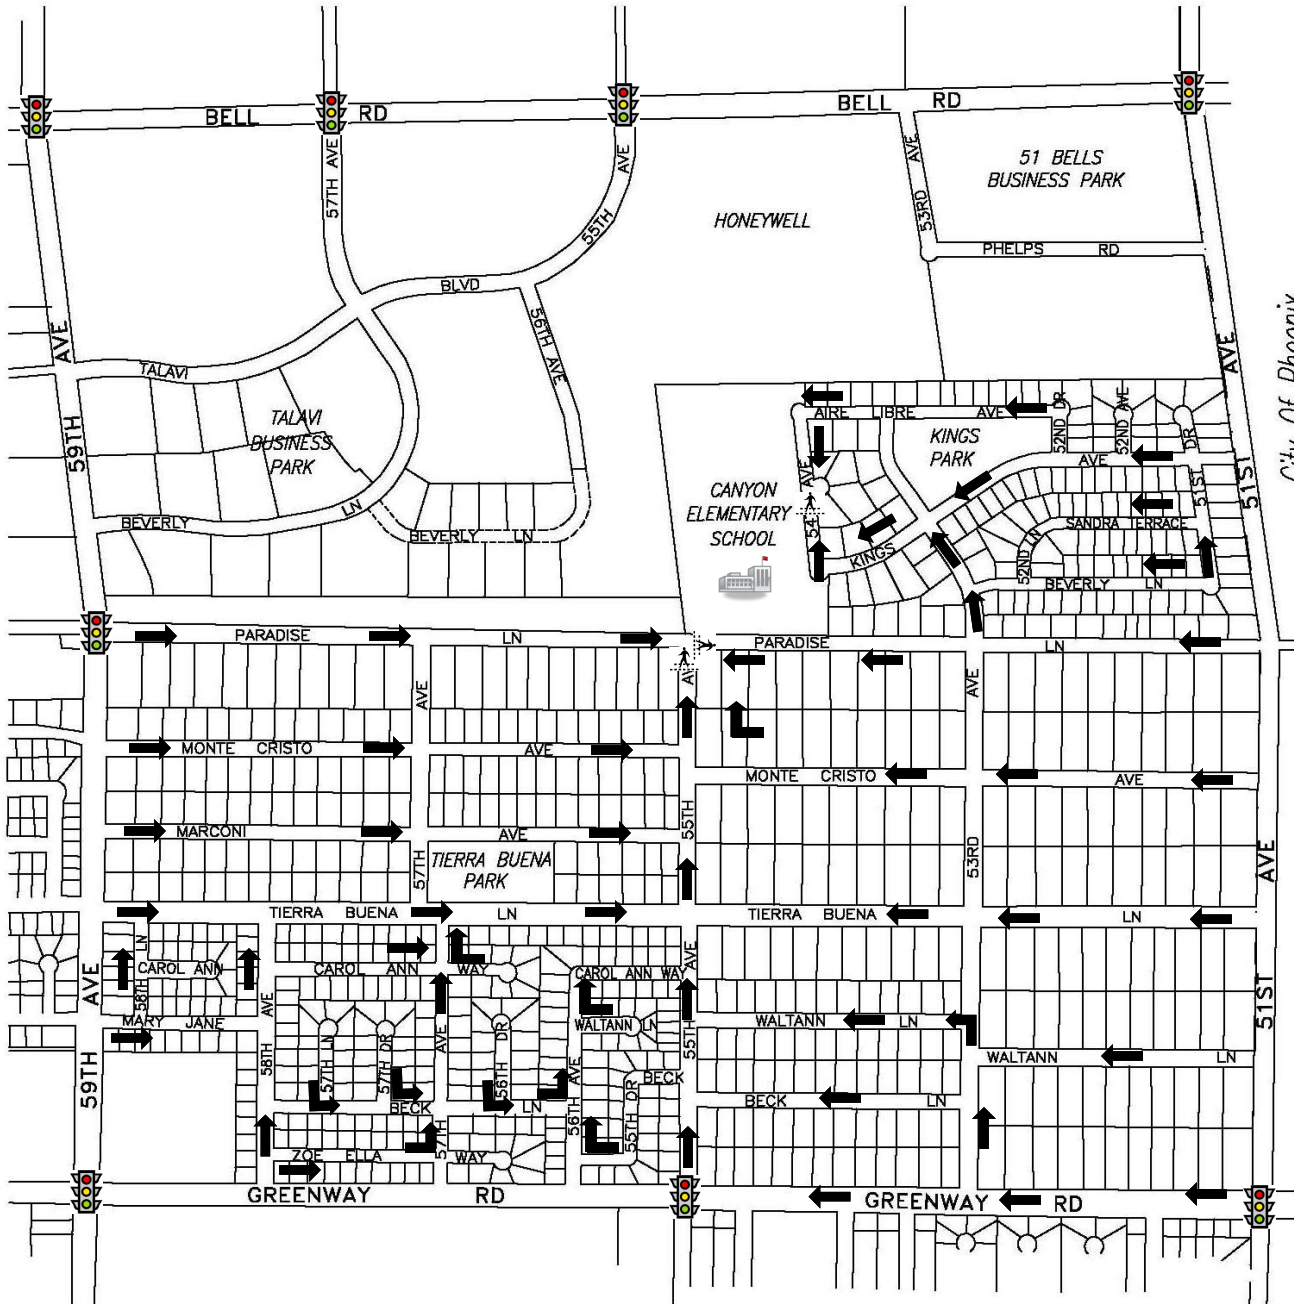 BELL RD
BELL RD
57TH AVE
55TH AVE
53RD AVE
51 BELLS
BUSINESS PARK
HONEYWELL
PHELPS RD
BLVD
56TH AVE
TALAVI
59TH AVE
51ST AVE
City Of Phoenix
TALAVI
BUSINESS
PARK
AIRE LIBRE AVE
52ND DR
52ND AVE
51ST DR
KINGS
PARK
AVE
CANYON
ELEMENTARY
SCHOOL
54 AVE
KINGS
SANDRA TERRACE
52ND LN
BEVERLY LN
BEVERLY LN
BEVERLY LN
PARADISE LN
PARADISE LN
AVE
AV
AVE
MONTE CRISTO AVE
MONTE CRISTO AVE
MARCONI AVE
55TH
57TH
53RD
AVE
TIERRA BUENA
PARK
TIERRA BUENA LN
TIERRA BUENA LN
58TH LN
CAROL ANN
CAROL ANN WAY
CAROL ANN WAY
AVE
59TH AVE
51ST
MARY JANE
58TH AVE
57TH LN
57TH DR
57TH AVE
56TH DR
WALTANN LN
WALTANN LN
WALTANN LN
55TH
56TH AVE
55TH DR
BECK
BECK LN
BECK LN
ZOE ELLA WAY
GREENWAY RD
GREENWAY RD